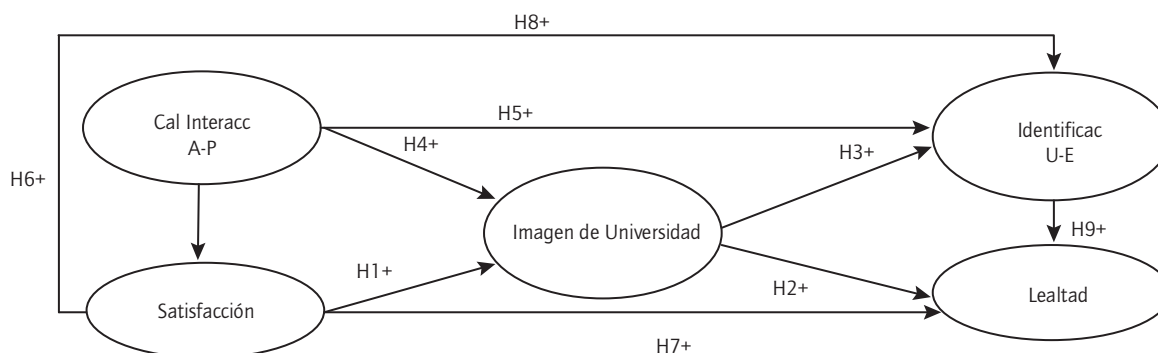 H8+
Cal Interacc
A-P
H5+
Identificac
U-E
H4+
H3+
H6+
Imagen de Universidad
H9+
H1+
H2+
Satisfacción
Lealtad
H7+